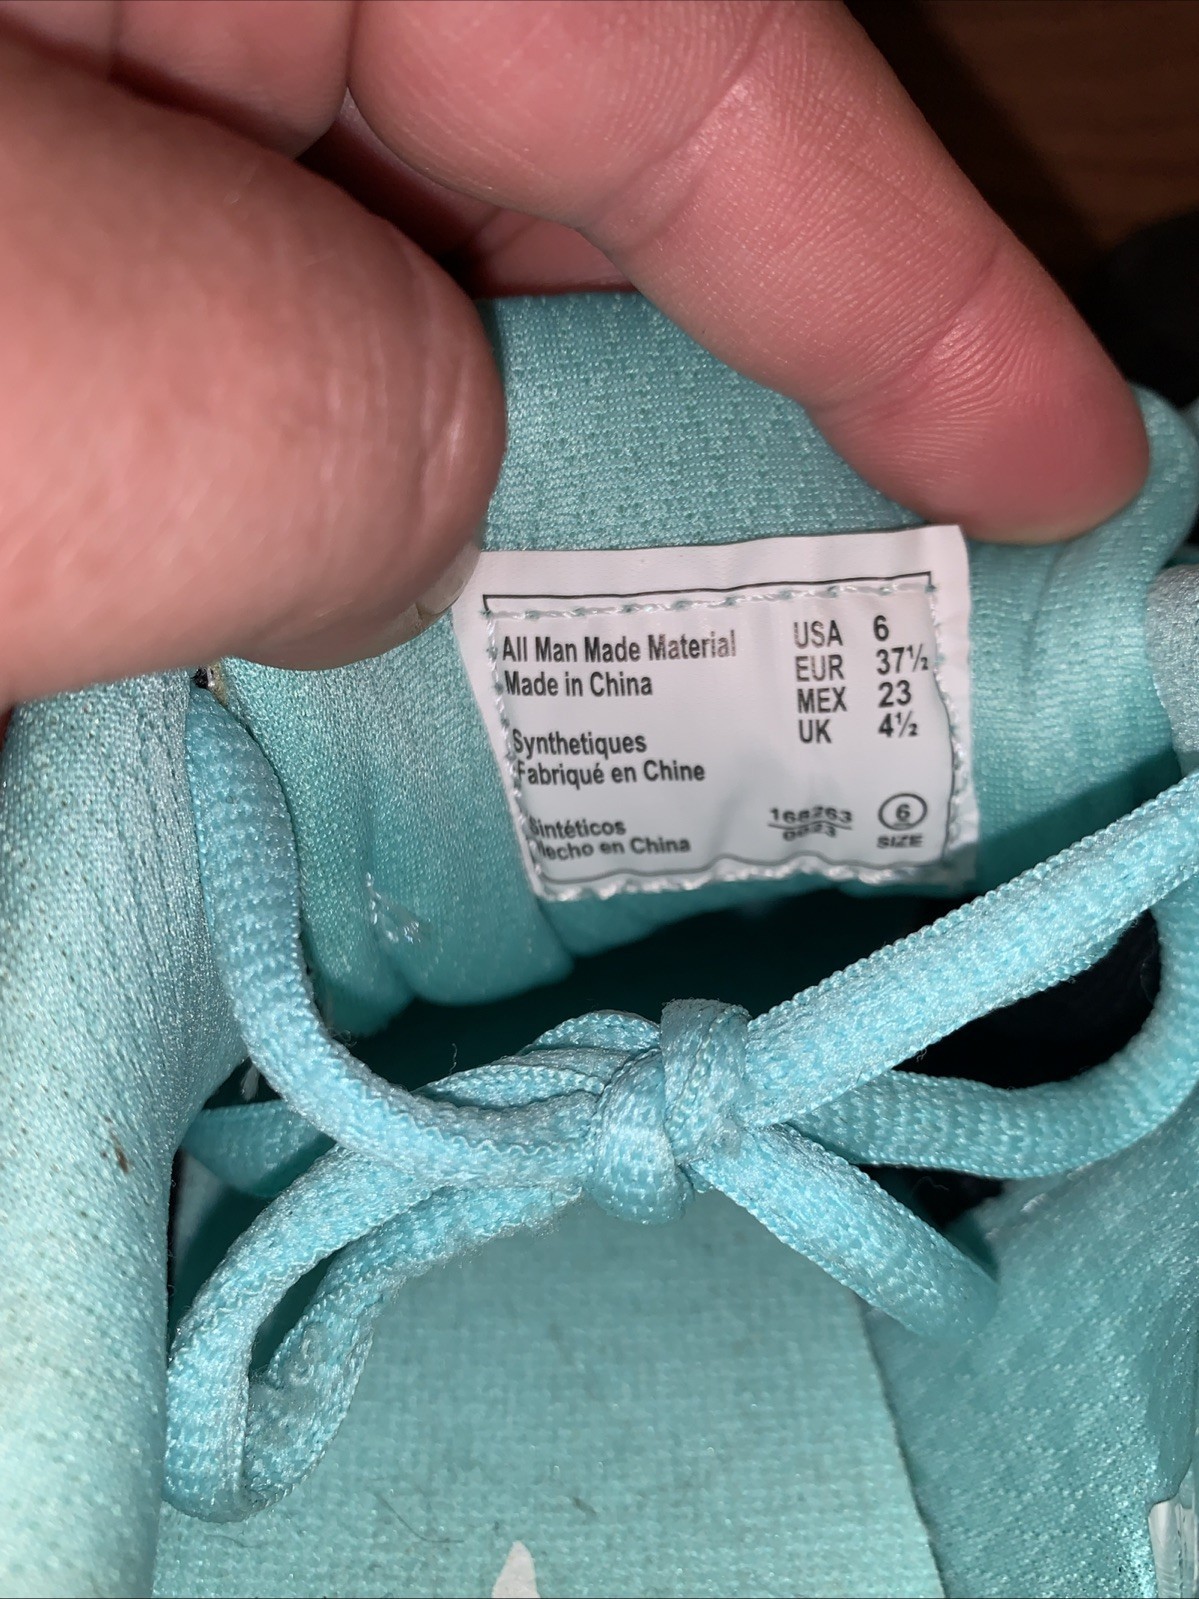 All Man Made Material
Made in China
Synthetiques
Fabriqué en Chine
Sintéticos
Hecho en China
USA 6
EUR 37½
MEX 23
UK 4½
168263
0823
6
SIZE